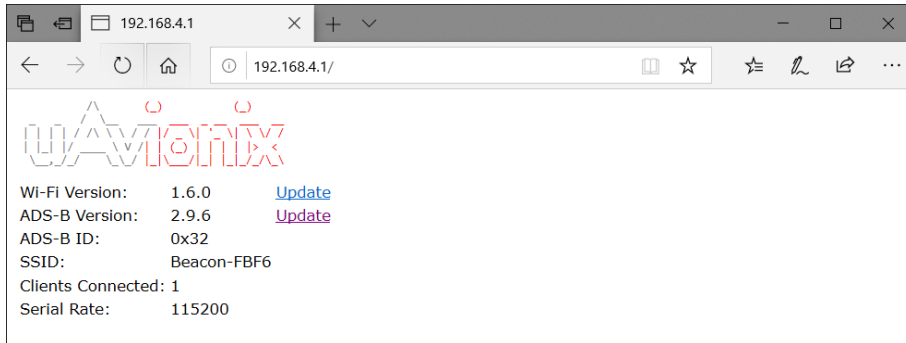 192.168.4.1
192.168.4.1/
uAvionix
Wi-Fi Version: 1.6.0 Update
ADS-B Version: 2.9.6 Update
ADS-B ID: 0x32
SSID: Beacon-FBF6
Clients Connected: 1
Serial Rate: 115200